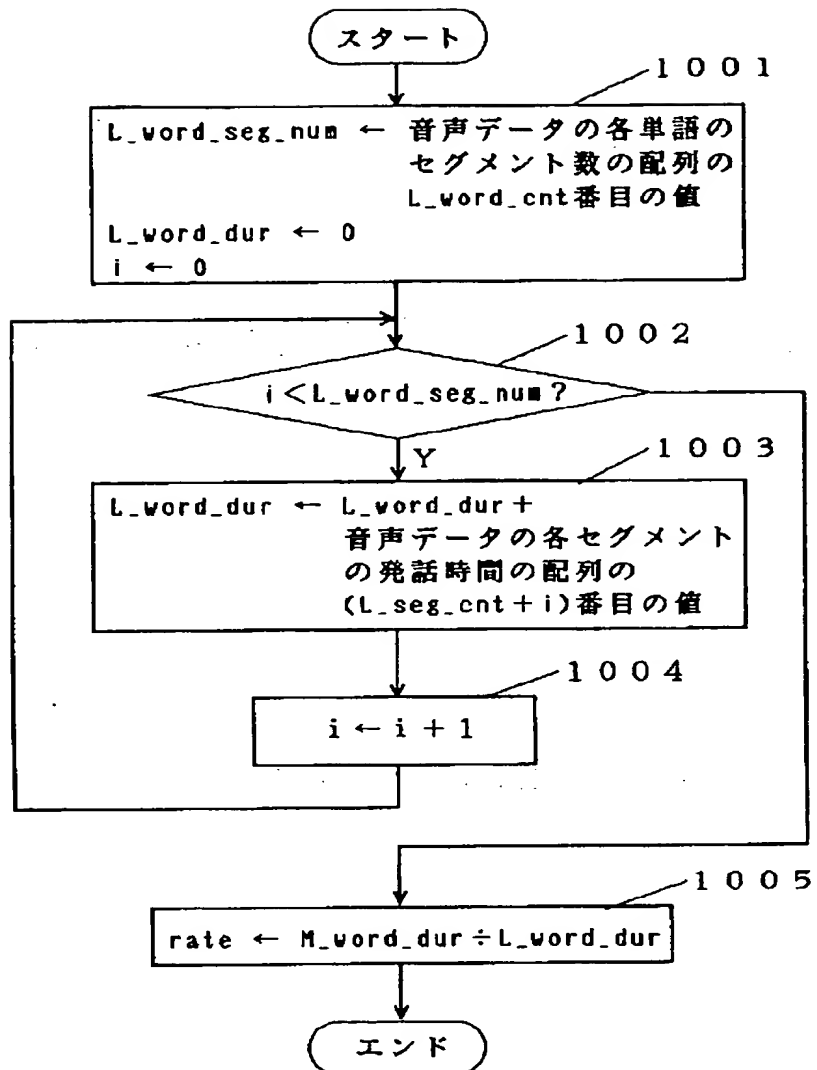 スタート
1001
L_word_seg_num ← 音声データの各単語の
セグメント数の配列の
L_word_cnt番目の値
L_word_dur ← 0
i ← 0
1002
i<L_word_seg_num?
Y
1003
L_word_dur ← L_word_dur+
音声データの各セグメント
の発話時間の配列の
(L_seg_cnt+i)番目の値
1004
i ← i + 1
1005
rate ← M_word_dur÷L_word_dur
エンド